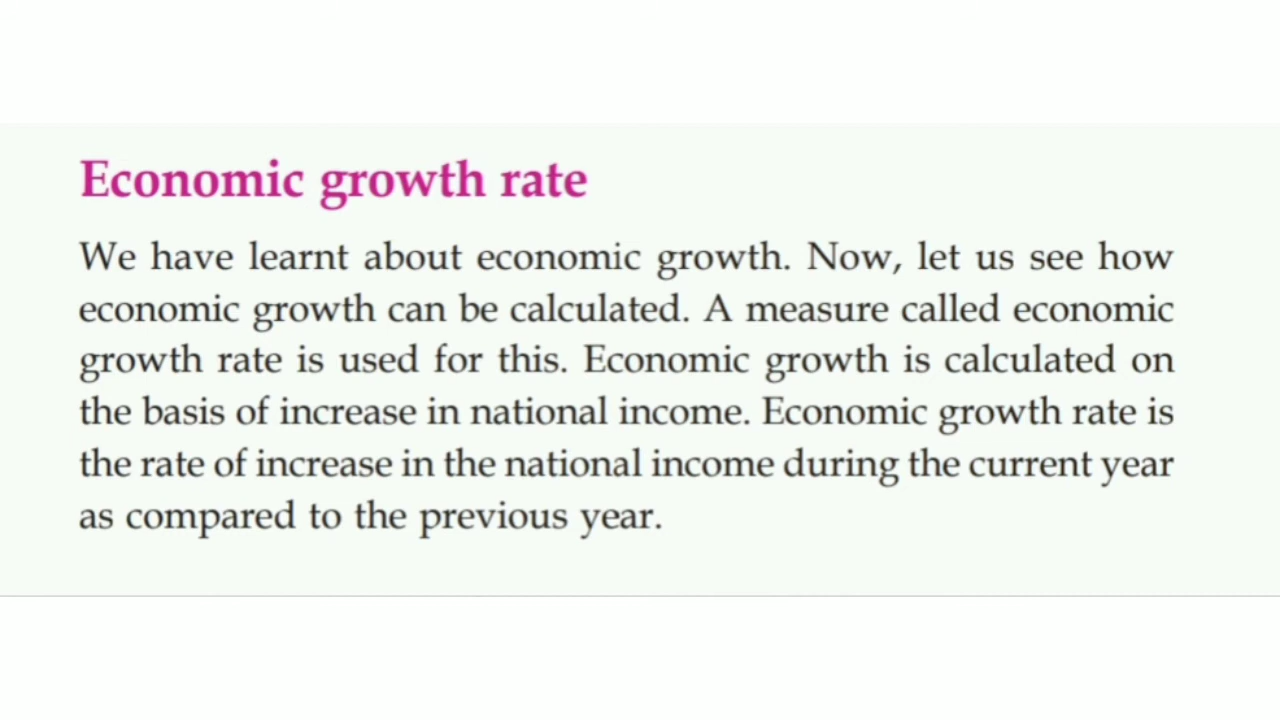 Economic growth rate
We have learnt about economic growth. Now, let us see how
economic growth can be calculated. A measure called economic
growth rate is used for this. Economic growth is calculated on
the basis of increase in national income. Economic growth rate is
the rate of increase in the national income during the current year
as compared to the previous year.